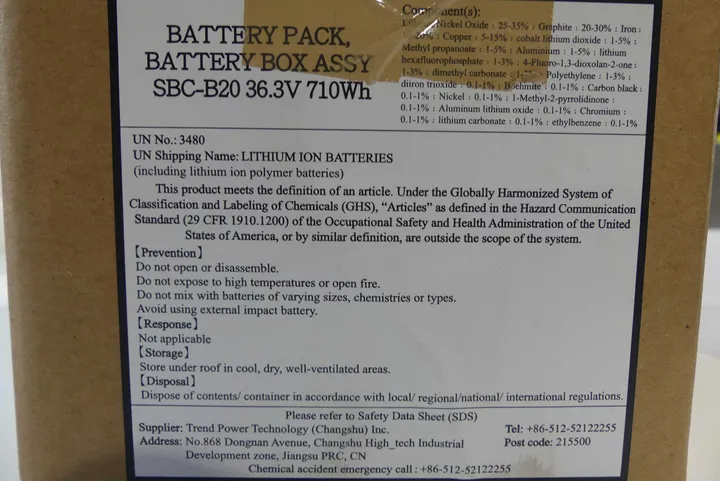 BATTERY PACK,
BATTERY BOX ASSY
SBC-B20 36.3V 710Wh
Nickel Oxide : 25-35% : Graphite : 20-30% : Iron :
Copper : 5-15% : cobalt lithium dioxide : 1-5% :
Methyl propanoate : 1-5% : Aluminium : 1-5% : lithium
hexafluorophosphate : 1-3% : 4-Fluoro-1,3-dioxolan-2-one :
1-3% : dimethyl carbonate : Polyethylene : 1-3% :
diiron trioxide : 0.1-1% : Boehmite : 0.1-1% : Carbon black :
0.1-1% : Nickel : 0.1-1% : 1-Methyl-2-pyrrolidinone :
0.1-1% : Aluminum lithium oxide : 0.1-1% : Chromium :
0.1-1% : lithium carbonate : 0.1-1% : ethylbenzene : 0.1-1%
UN No.: 3480
UN Shipping Name: LITHIUM ION BATTERIES
(including lithium ion polymer batteries)
This product meets the definition of an article. Under the Globally Harmonized System of
Classification and Labeling of Chemicals (GHS), “Articles” as defined in the Hazard Communication
Standard (29 CFR 1910.1200) of the Occupational Safety and Health Administration of the United
States of America, or by similar definition, are outside the scope of the system.
【Prevention】
Do not open or disassemble.
Do not expose to high temperatures or open fire.
Do not mix with batteries of varying sizes, chemistries or types.
Avoid using external impact battery.
【Response】
Not applicable
【Storage】
Store under roof in cool, dry, well-ventilated areas.
【Disposal】
Dispose of contents/ container in accordance with local/ regional/national/ international regulations.
Please refer to Safety Data Sheet (SDS)
Supplier: Trend Power Technology (Changshu) Inc. Tel: +86-512-52122255
Address: No.868 Dongnan Avenue, Changshu High_tech Industrial Post code: 215500
Development zone, Jiangsu PRC, CN
Chemical accident emergency call : +86-512-52122255